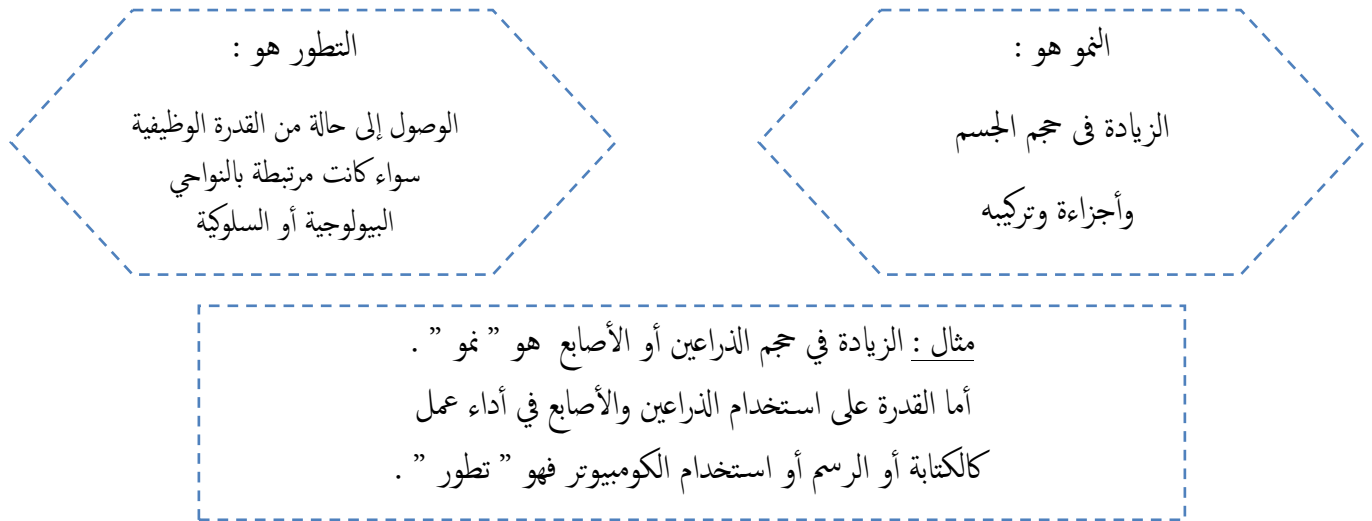 النمو هو :
الزيادة فى حجم الجسم
وأجزاءة وتركيبه
التطور هو :
الوصول إلى حالة من القدرة الوظيفية
سواء كانت مرتبطة بالنواحي
البيولوجية أو السلوكية
مثال : الزيادة في حجم الذراعين أو الأصابع هو ” نمو ” .
أما القدرة على استخدام الذراعين والأصابع في أداء عمل
كالكتابة أو الرسم أو استخدام الكومبيوتر فهو ” تطور ” .